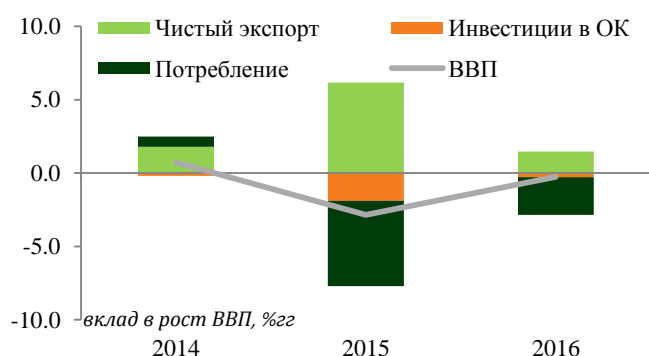 10.0
Чистый экспорт
Инвестиции в ОК
Потребление
ВВП
5.0
0.0
-5.0
-10.0
вклад в рост ВВП, %гг
2014
2015
2016